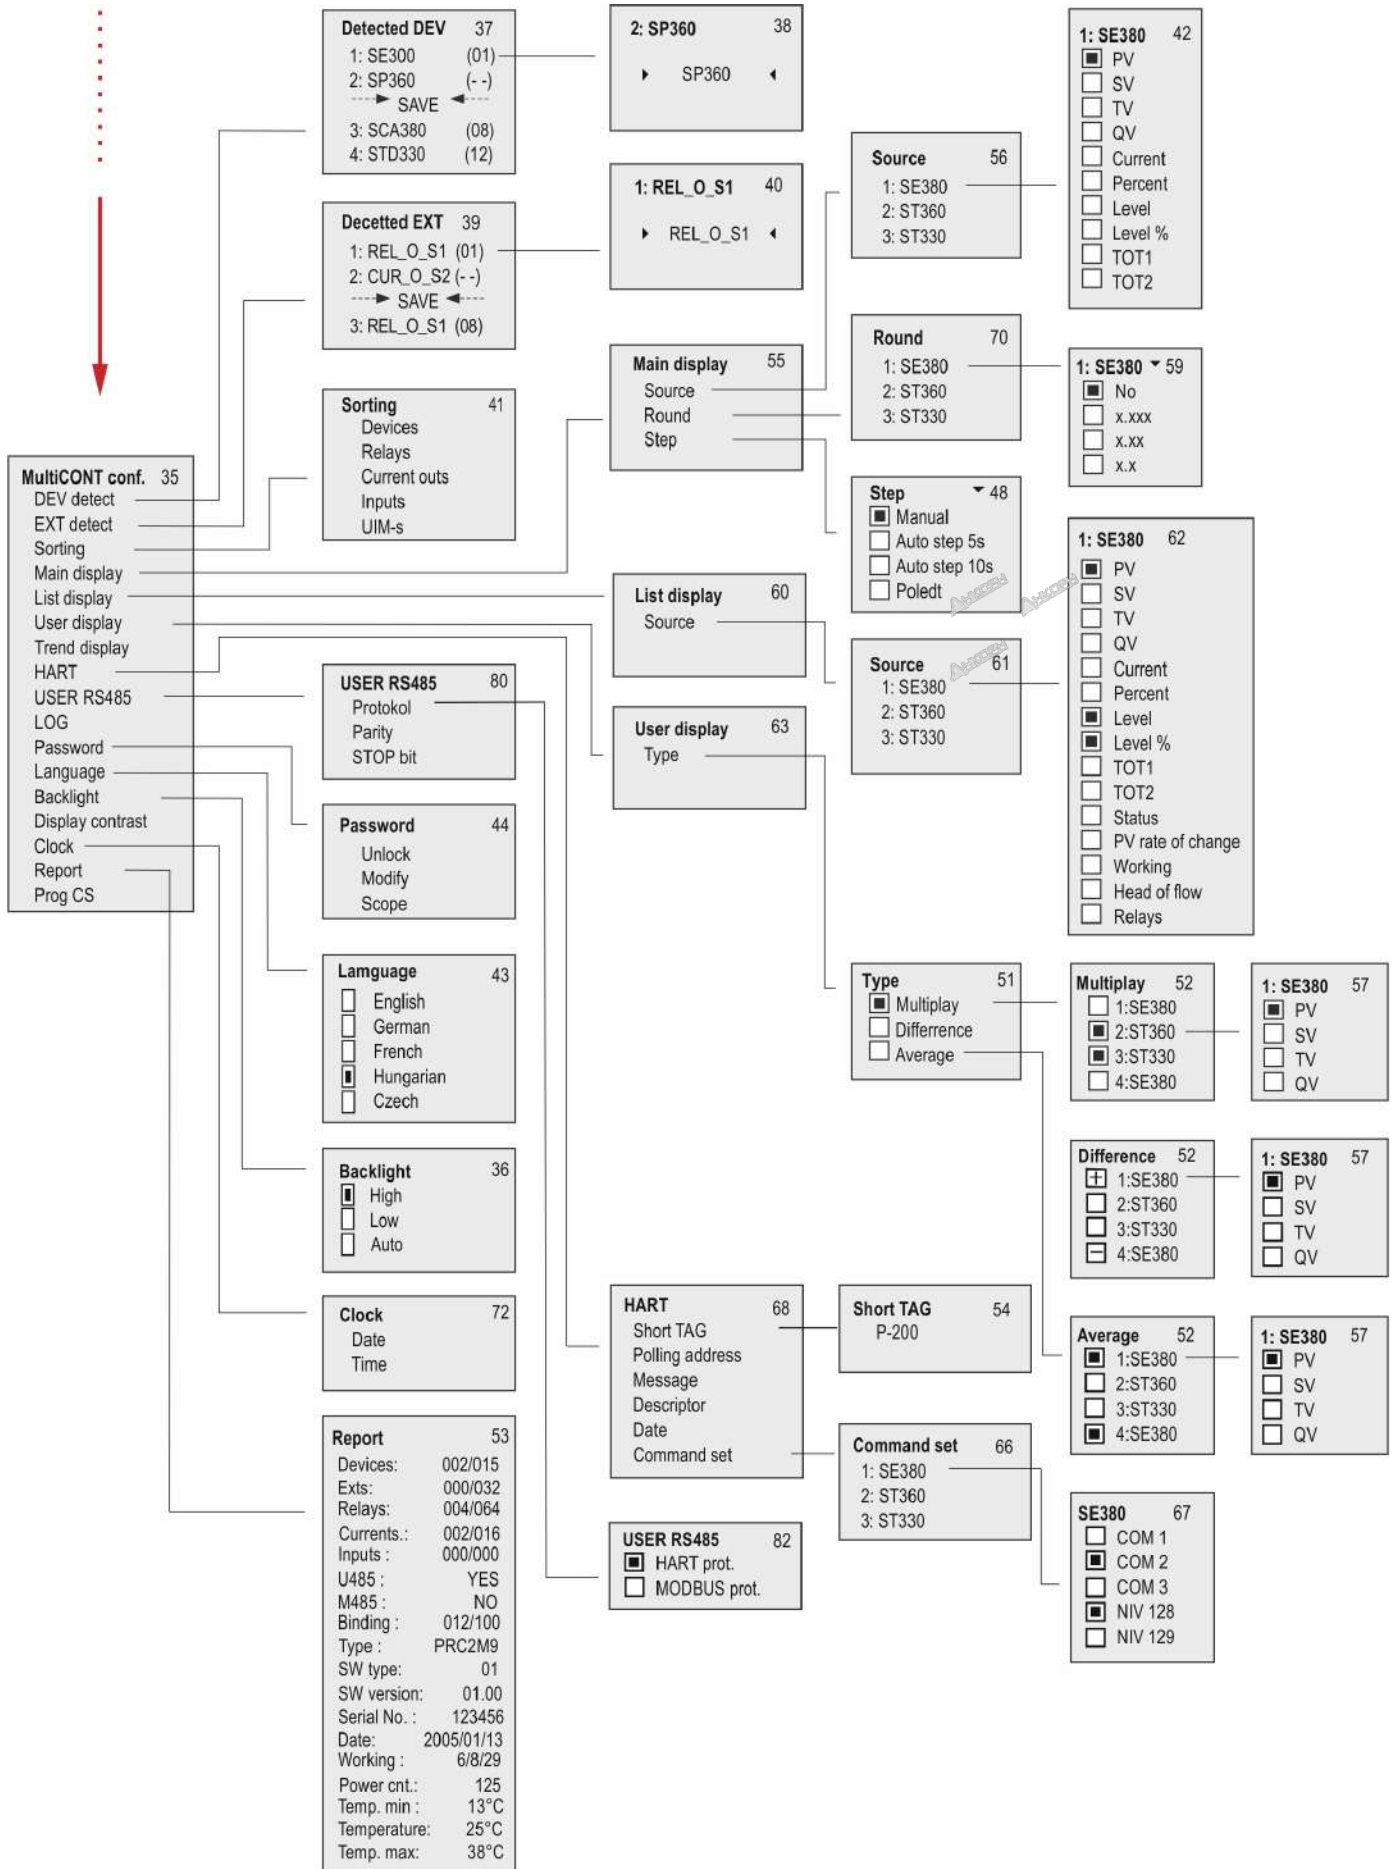 MultiCONT conf. 35
DEV detect
EXT detect
Sorting
Main display
List display
User display
Trend display
HART
USER RS485
LOG
Password
Language
Backlight
Display contrast
Clock
Report
Prog CS
Detected DEV 37
1: SE300 (01)
2: SP360 (- -)
SAVE
3: SCA380 (08)
4: STD330 (12)
Decetted EXT 39
1: REL_O_S1 (01)
2: CUR_O_S2 (- -)
SAVE
3: REL_O_S1 (08)
Sorting 41
Devices
Relays
Current outs
Inputs
UIM-s
USER RS485 80
Protokol
Parity
STOP bit
Password 44
Unlock
Modify
Scope
Lamguage 43
English
German
French
Hungarian
Czech
Backlight 36
High
Low
Auto
Clock 72
Date
Time
Report 53
Devices: 002/015
Exts: 000/032
Relays: 004/064
Currents.: 002/016
Inputs : 000/000
U485 : YES
M485 : NO
Binding : 012/100
Type : PRC2M9
SW type: 01
SW version: 01.00
Serial No. : 123456
Date: 2005/01/13
Working : 6/8/29
Power cnt.: 125
Temp. min : 13°C
Temperature: 25°C
Temp. max: 38°C
2: SP360 38
SP360
1: REL_O_S1 40
REL_O_S1
Main display 55
Source
Round
Step
List display 60
Source
User display 63
Type
HART 68
Short TAG
Polling address
Message
Descriptor
Date
Command set
USER RS485 82
HART prot.
MODBUS prot.
Source 56
1: SE380
2: ST360
3: ST330
Round 70
1: SE380
2: ST360
3: ST330
Step 48
Manual
Auto step 5s
Auto step 10s
Poledt
Source 61
1: SE380
2: ST360
3: ST330
Type 51
Multiplay
Differrence
Average
Short TAG 54
P-200
Command set 66
1: SE380
2: ST360
3: ST330
1: SE380 42
PV
SV
TV
QV
Current
Percent
Level
Level %
TOT1
TOT2
1: SE380 59
No
x.xxx
x.xx
x.x
1: SE380 62
PV
SV
TV
QV
Current
Percent
Level
Level %
TOT1
TOT2
Status
PV rate of change
Working
Head of flow
Relays
Multiplay 52
1:SE380
2:ST360
3:ST330
4:SE380
1: SE380 57
PV
SV
TV
QV
Difference 52
1:SE380
2:ST360
3:ST330
4:SE380
1: SE380 57
PV
SV
TV
QV
Average 52
1:SE380
2:ST360
3:ST330
4:SE380
1: SE380 57
PV
SV
TV
QV
SE380 67
COM 1
COM 2
COM 3
NIV 128
NIV 129